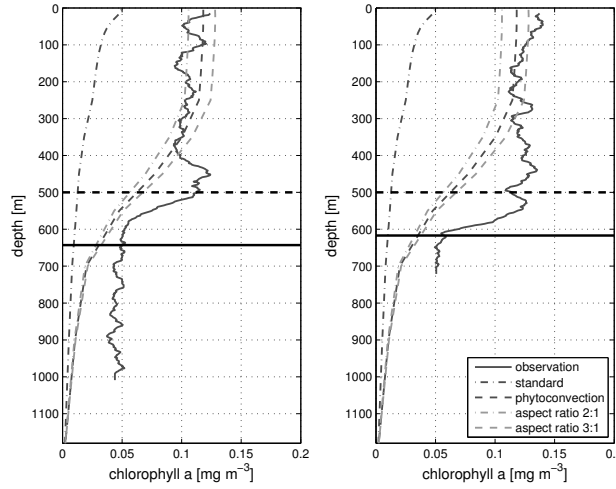 0
100
200
300
400
500
600
700
800
900
1000
1100
depth [m]
0 0.05 0.1 0.15 0.2
chlorophyll a [mg m⁻³]
0
100
200
300
400
500
600
700
800
900
1000
1100
depth [m]
0 0.05 0.1 0.15 0.2
chlorophyll a [mg m⁻³]
observation
standard
phytoconvection
aspect ratio 2:1
aspect ratio 3:1